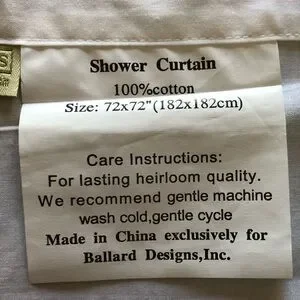 Shower Curtain
100%cotton
Size: 72x72"(182x182cm)
Care Instructions:
For lasting heirloom quality.
We recommend gentle machine
wash cold,gentle cycle
Made in China exclusively for
Ballard Designs,Inc.